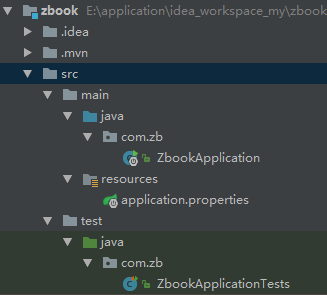 zbook E:\application\idea_workspace_my\zbook
.idea
.mvn
src
main
java
com.zb
ZbookApplication
resources
application.properties
test
java
com.zb
ZbookApplicationTests